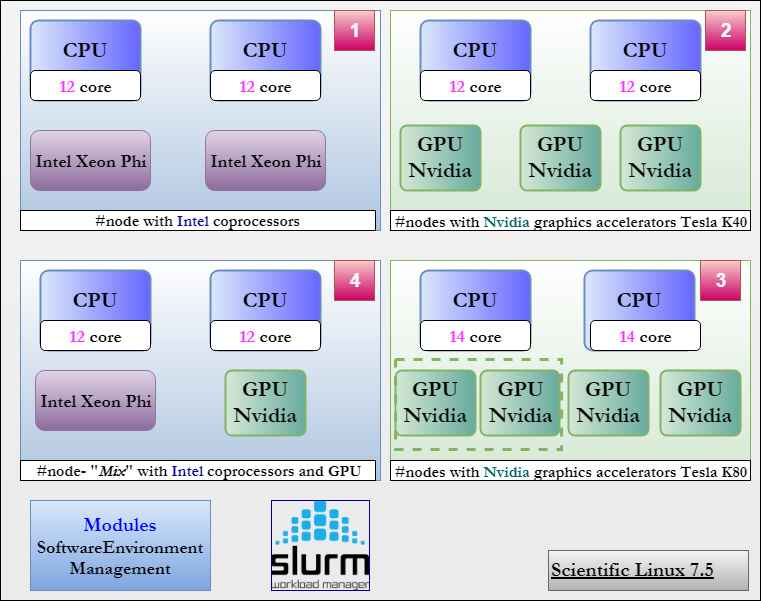 1
CPU
12 core
CPU
12 core
Intel Xeon Phi
Intel Xeon Phi
#node with Intel coprocessors
2
CPU
12 core
CPU
12 core
GPU
Nvidia
GPU
Nvidia
GPU
Nvidia
#nodes with Nvidia graphics accelerators Tesla K40
4
CPU
12 core
CPU
12 core
Intel Xeon Phi
GPU
Nvidia
#node- "Mix" with Intel coprocessors and GPU
3
CPU
14 core
CPU
14 core
GPU
Nvidia
GPU
Nvidia
GPU
Nvidia
GPU
Nvidia
#nodes with Nvidia graphics accelerators Tesla K80
Modules
SoftwareEnvironment
Management
slurm
workload manager
Scientific Linux 7.5